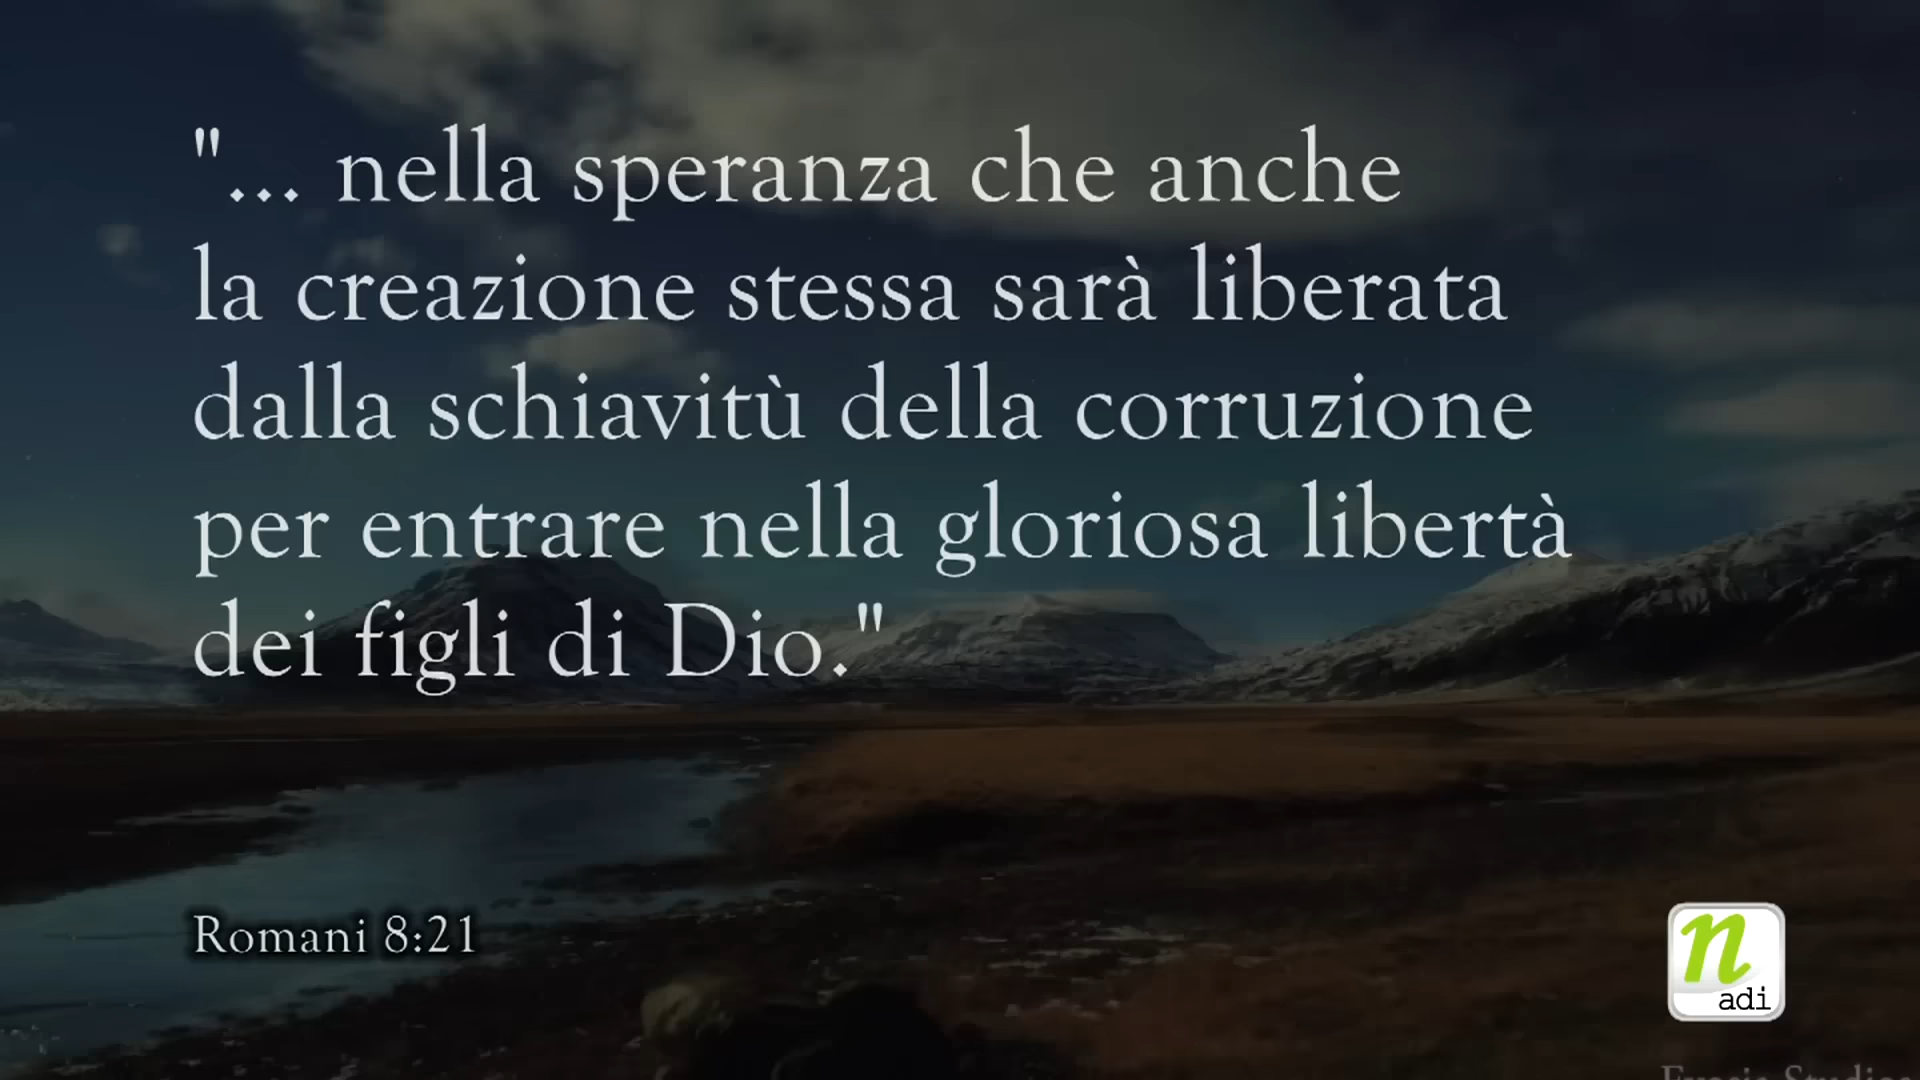 "... nella speranza che anche
la creazione stessa sarà liberata
dalla schiavitù della corruzione
per entrare nella gloriosa libertà
dei figli di Dio."
Romani 8:21
n
adi